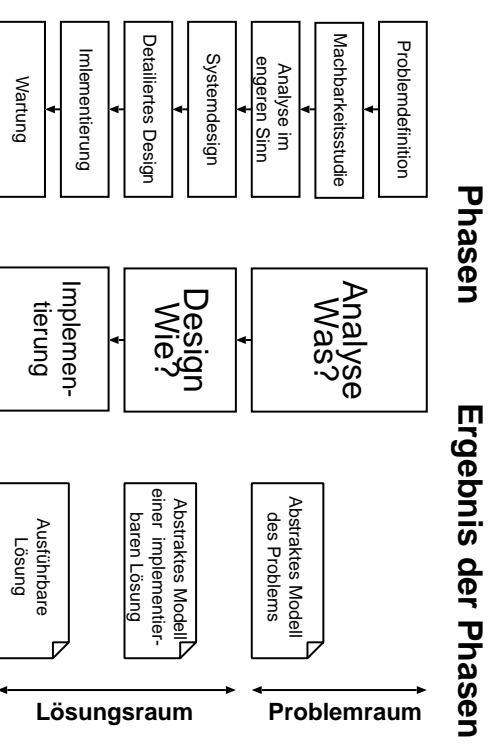 Phasen
Ergebnis der Phasen
Problemdefinition
Machbarkeitsstudie
Analyse im
engeren Sinn
Systemdesign
Detailiertes Design
Imlementierung
Wartung
Analyse
Was?
Design
Wie?
Implemen-
tierung
Abstraktes Modell
des Problems
Abstraktes Modell
einer implementier-
baren Lösung
Ausführbare
Lösung
Problemraum
Lösungsraum